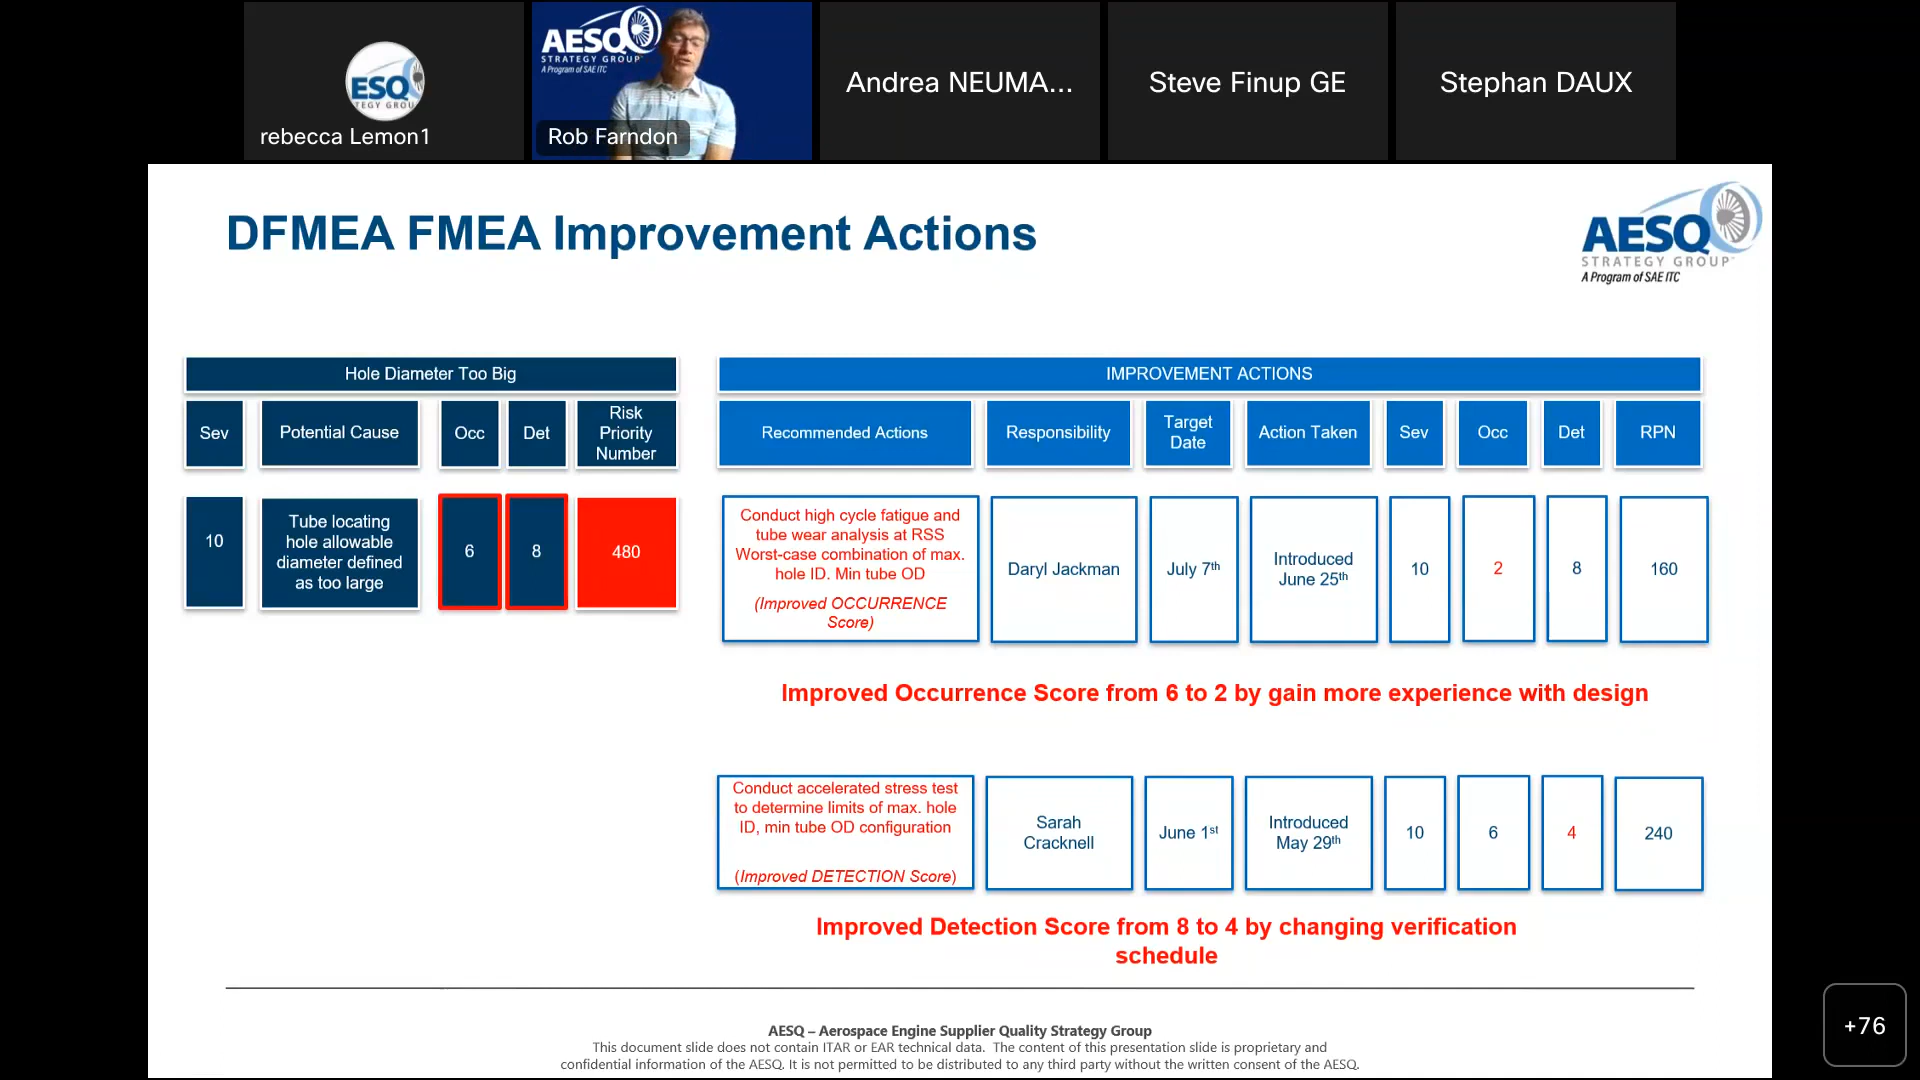 ESQ
TEGY GROU
rebecca Lemon1
AESQ
STRATEGY GROUP
A Program of SAE ITC
Rob Farndon
Andrea NEUMA...
Steve Finup GE
Stephan DAUX
DFMEA FMEA Improvement Actions
AESQ
STRATEGY GROUP
A Program of SAE ITC
Hole Diameter Too Big
Sev
Potential Cause
Occ
Det
Risk
Priority
Number
10
Tube locating
hole allowable
diameter defined
as too large
6
8
480
IMPROVEMENT ACTIONS
Recommended Actions
Responsibility
Target
Date
Action Taken
Sev
Occ
Det
RPN
Conduct high cycle fatigue and
tube wear analysis at RSS
Worst-case combination of max.
hole ID. Min tube OD
(Improved OCCURRENCE
Score)
Daryl Jackman
July 7th
Introduced
June 25th
10
2
8
160
Improved Occurrence Score from 6 to 2 by gain more experience with design
Conduct accelerated stress test
to determine limits of max. hole
ID, min tube OD configuration
(Improved DETECTION Score)
Sarah
Cracknell
June 1st
Introduced
May 29th
10
6
4
240
Improved Detection Score from 8 to 4 by changing verification
schedule
AESQ – Aerospace Engine Supplier Quality Strategy Group
This document slide does not contain ITAR or EAR technical data. The content of this presentation slide is proprietary and
confidential information of the AESQ. It is not permitted to be distributed to any third party without the written consent of the AESQ.
+76